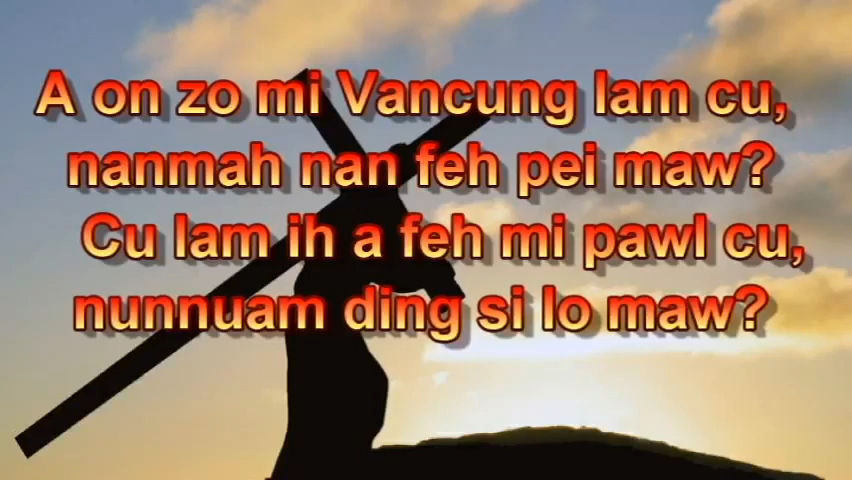 A on zo mi Vancung lam cu,
nanmah nan feh pei maw?
Cu lam ih a feh mi pawl cu,
nunnuam ding si lo maw?